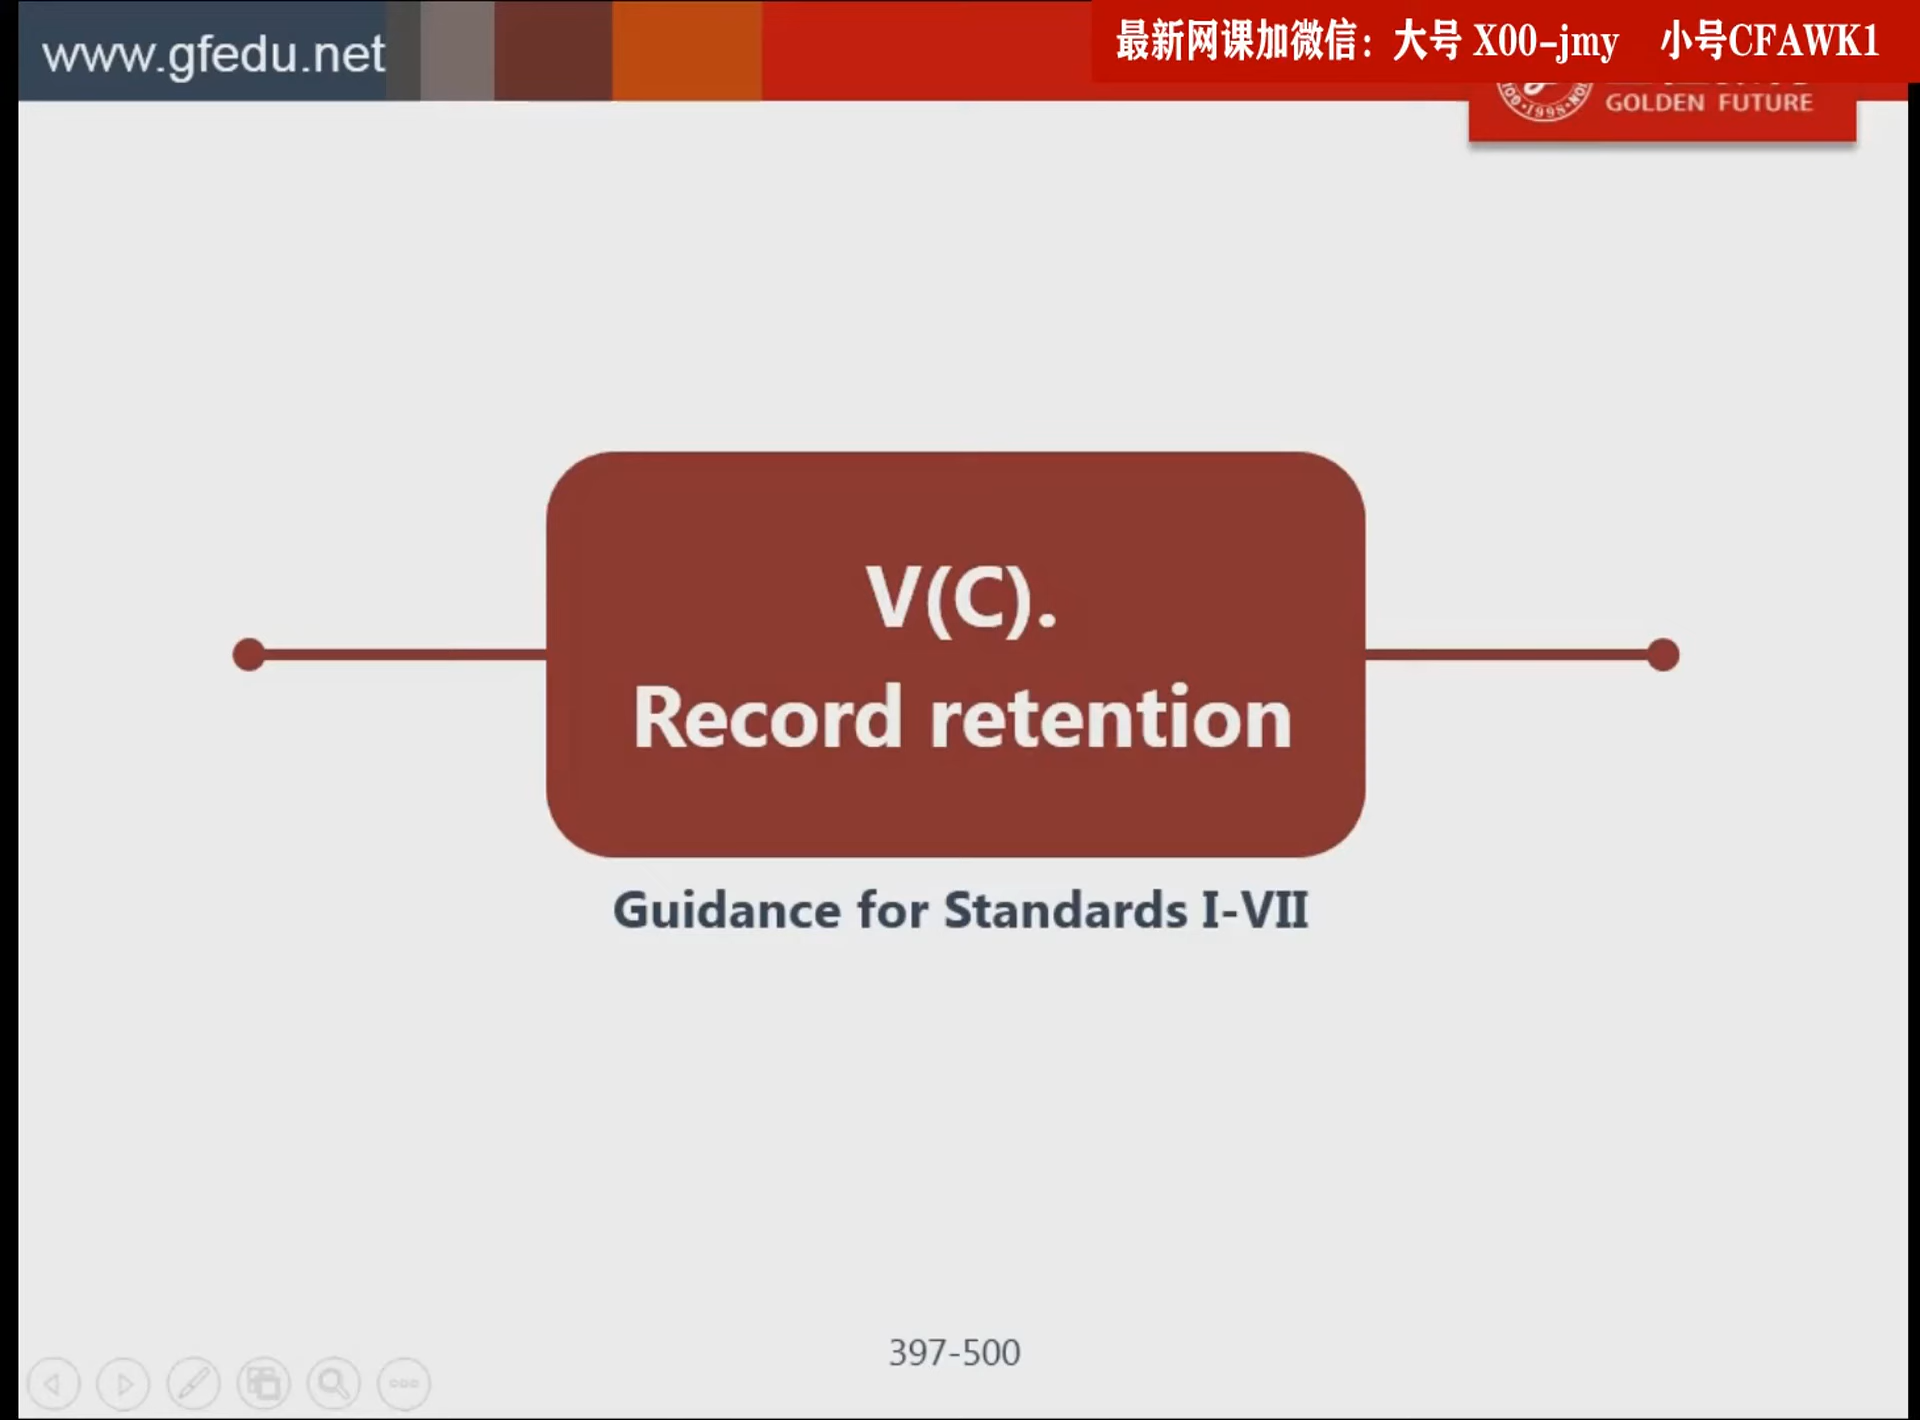 www.gfedu.net
最新网课加微信：大号 X00-jmy 小号CFAWK1
GOLDEN FUTURE
1998
V(C).
Record retention
Guidance for Standards I-VII
397-500